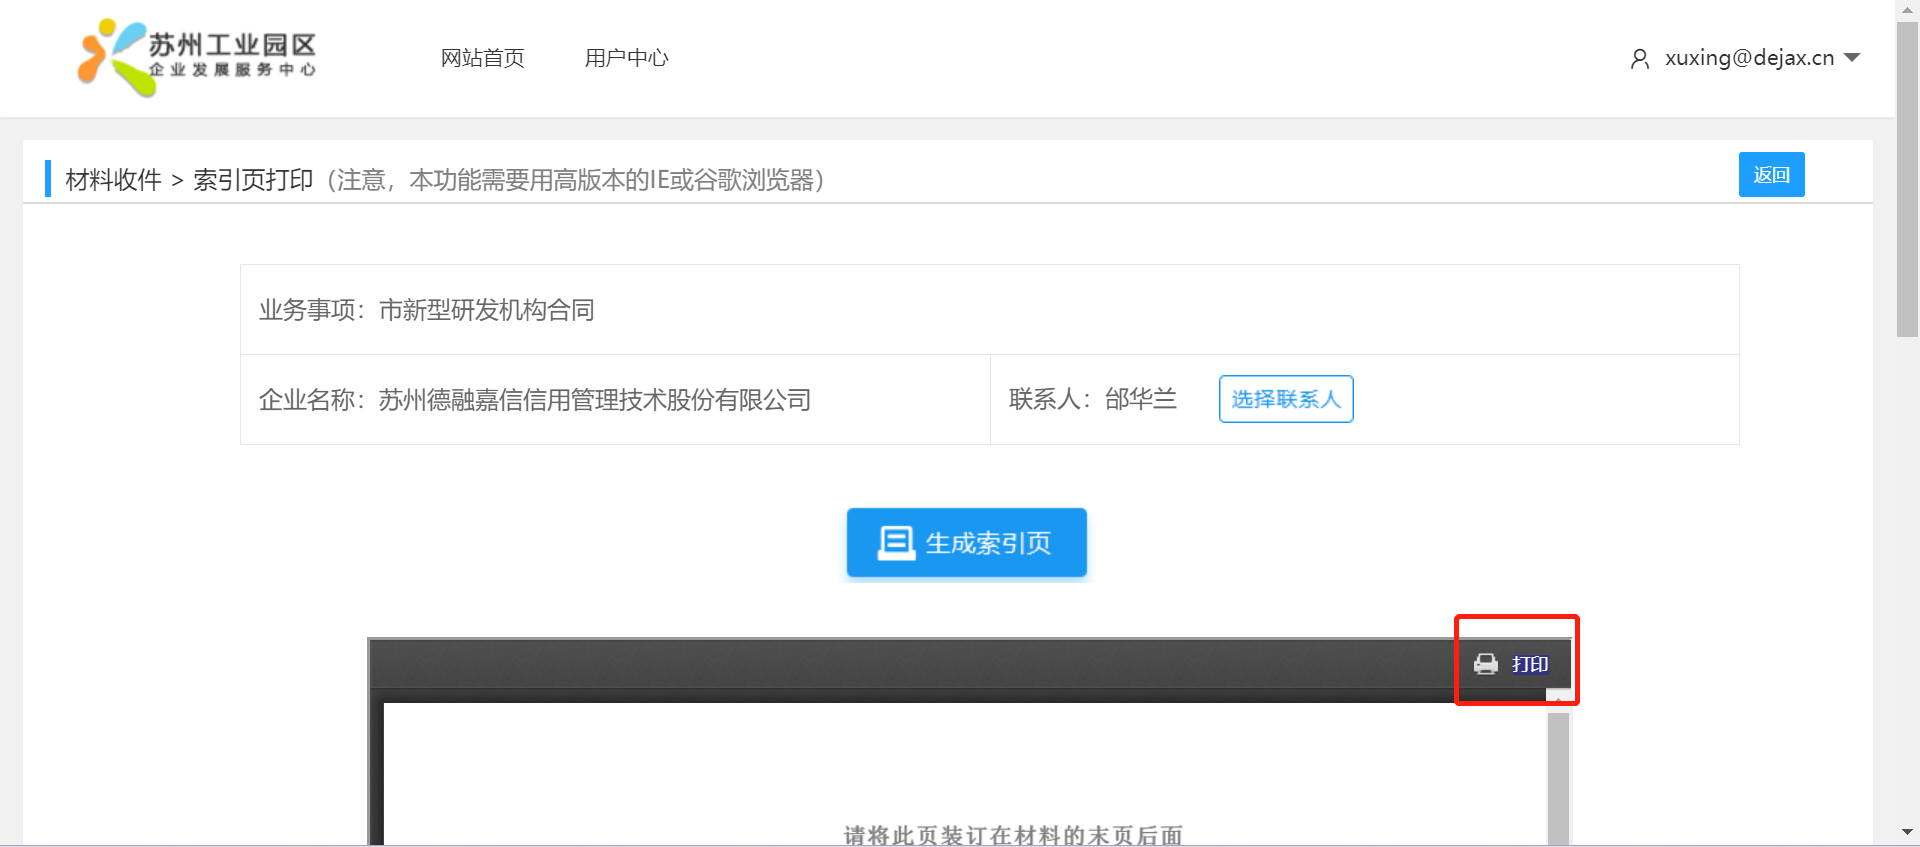 苏州工业园区
企业发展服务中心
网站首页
用户中心
xuxing@dejax.cn
材料收件 > 索引页打印（注意，本功能需要用高版本的IE或谷歌浏览器）
返回
业务事项：市新型研发机构合同
企业名称：苏州德融嘉信信用管理技术股份有限公司
联系人：邰华兰
选择联系人
生成索引页
打印
请将此页装订在材料的末页后面